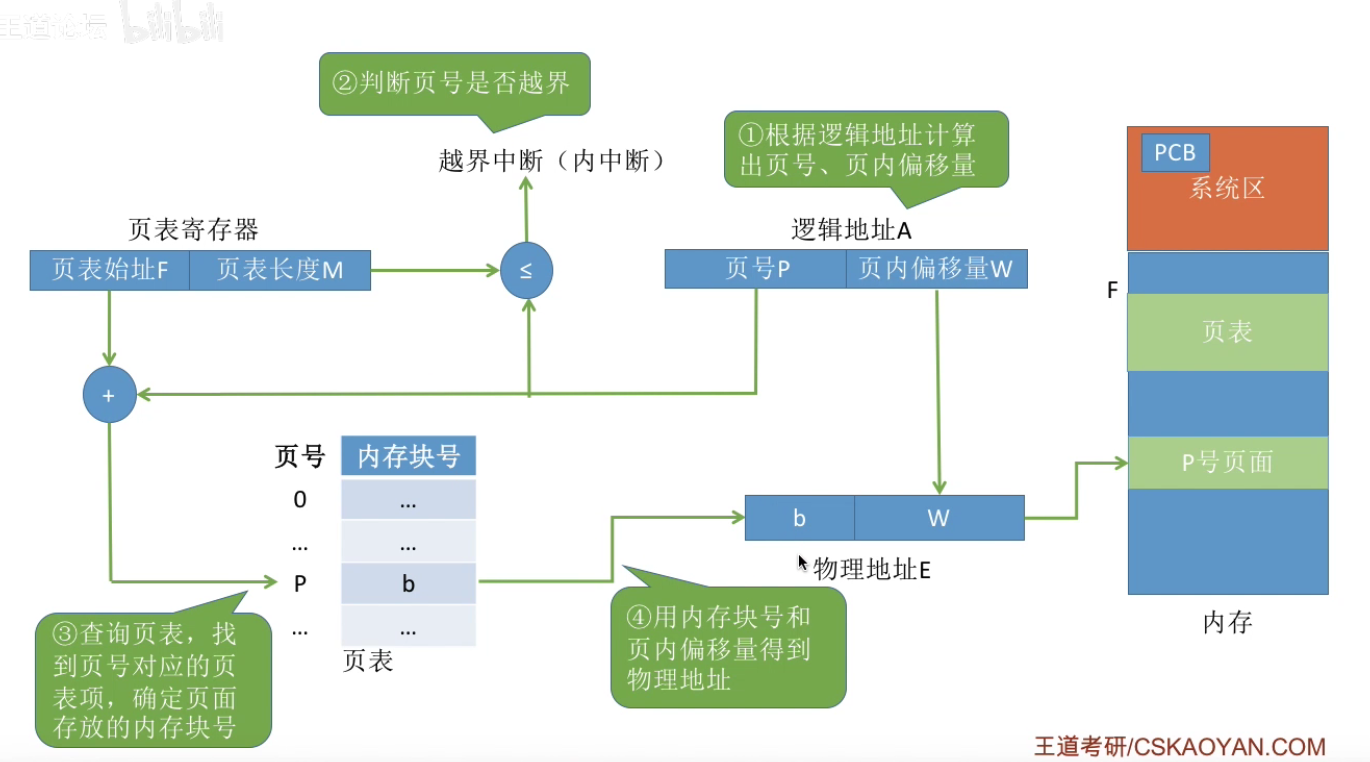 王道论坛 bilibili
②判断页号是否越界
①根据逻辑地址计算
出页号、页内偏移量
越界中断（内中断）
PCB
系统区
页表寄存器
逻辑地址A
页表始址F
页表长度M
≤
页号P
页内偏移量W
F
页表
+
页号
内存块号
P号页面
0
...
...
...
b
W
P
b
物理地址E
...
...
页表
内存
③查询页表，找
到页号对应的页
表项，确定页面
存放的内存块号
④用内存块号和
页内偏移量得到
物理地址
王道考研/CSKAOYAN.COM